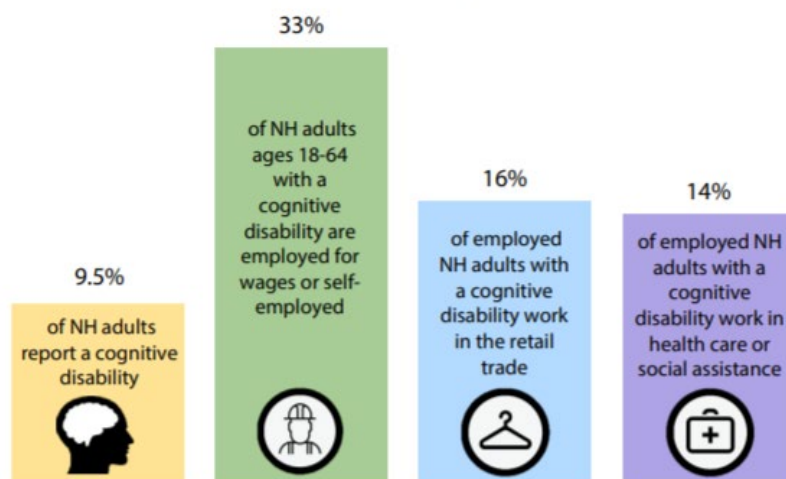 9.5%
of NH adults
report a cognitive
disability
33%
of NH adults
ages 18-64
with a
cognitive
disability are
employed for
wages or self-
employed
16%
of employed
NH adults with
a cognitive
disability work
in the retail
trade
14%
of employed NH
adults with a
cognitive
disability work in
health care or
social assistance